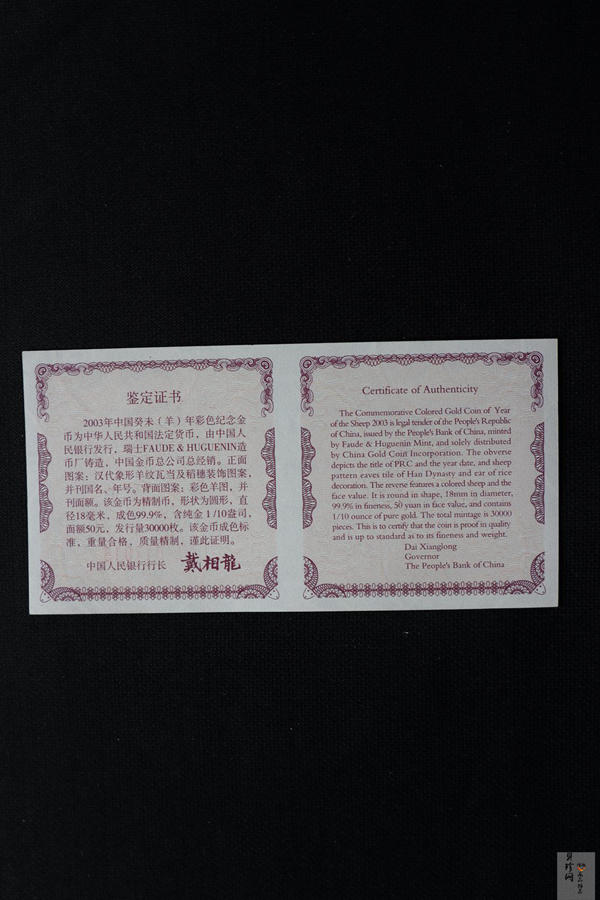 鉴定证书
2003年中国癸未（羊）年彩色纪念金
币为中华人民共和国法定货币，由中国人
民银行发行，瑞士FAUDE & HUGUENIN造
币厂铸造，中国金币总公司总经销。正面
图案：汉代象形羊纹瓦当及稻穗装饰图案，
并刊国名、年号。背面图案：彩色羊图，并
刊面额。该金币为精制币，形状为圆形，直
径18毫米，成色99.9%，含纯金1/10盎司，
面额50元，发行量30000枚。该金币成色标
准，重量合格，质量精制，谨此证明。
中国人民银行行长 戴相龍
Certificate of Authenticity
The Commemorative Colored Gold Coin of Year
of the Sheep 2003 is legal tender of the People's Republic
of China, issued by the People's Bank of China, minted
by Faude & Huguenin Mint, and solely distributed
by China Gold Coin Incorporation. The obverse
depicts the title of PRC and the year date, and sheep
pattern eaves tile of Han Dynasty and ear of rice
decoration. The reverse features a colored sheep and the
face value. It is round in shape, 18mm in diameter,
99.9% in fineness, 50 yuan in face value, and contains
1/10 ounce of pure gold. The total mintage is 30000
pieces. This is to certify that the coin is proof in quality
and is up to standard as to its fineness and weight.
Dai Xianglong
Governor
The People's Bank of China